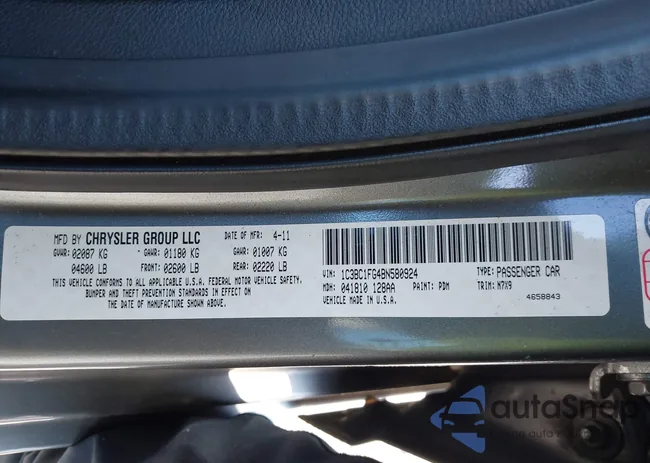 MFD BY CHRYSLER GROUP LLC DATE OF MFR: 4-11
GVWR: 02087 KG GAWR: 01180 KG GAWR: 01007 KG
04600 LB FRONT: 02600 LB REAR: 02220 LB
THIS VEHICLE CONFORMS TO ALL APPLICABLE U.S.A. FEDERAL MOTOR VEHICLE SAFETY,
BUMPER AND THEFT PREVENTION STANDARDS IN EFFECT ON
THE DATE OF MANUFACTURE SHOWN ABOVE. MADE IN U.S.A.
VIN: 1C3BC1FG4BN580924 TYPE: PASSENGER CAR
MDH: 041810 128AA PAINT: PDM TRIM: M7X9
4658843
autoSnap